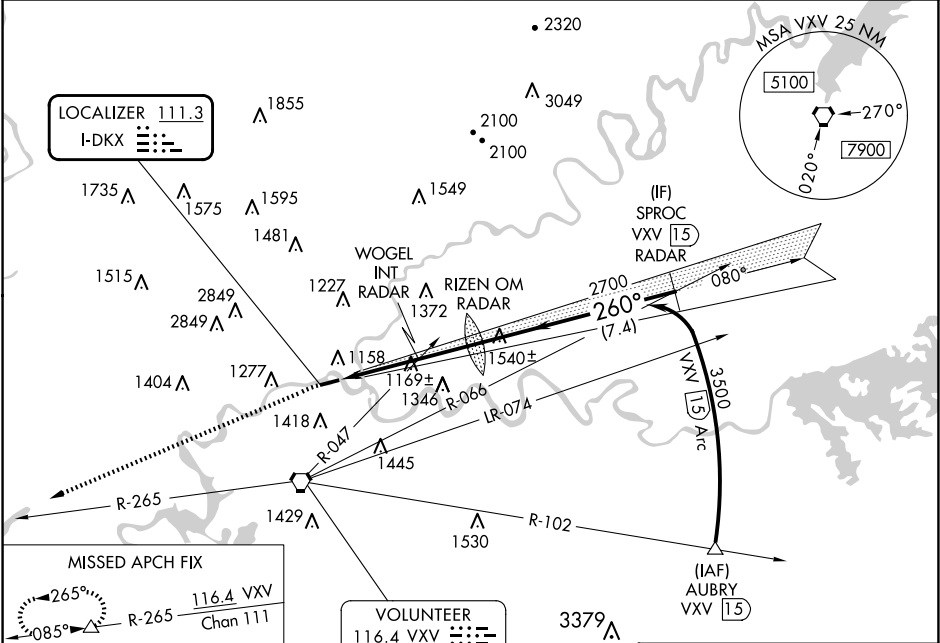 2320
MSA VXV 25 NM
5100
270°
7900
020°
3049
1855
2100
2100
LOCALIZER 111.3
I-DKX
1735
1575
1595
1549
1481
(IF)
SPROC
VXV 15
RADAR
WOGEL
INT
RADAR
RIZEN OM
RADAR
1515
1227
1372
2849
2849
2700
260°
(7.4)
080°
1540±
1158
1169±
1346
1404
1277
1418
R-047
R-066
LR-074
3500
VXV 15 Arc
1445
R-265
1429
R-102
1530
(IAF)
AUBRY
VXV 15
MISSED APCH FIX
265°
085°
R-265
116.4 VXV
Chan 111
VOLUNTEER
116.4 VXV
3379